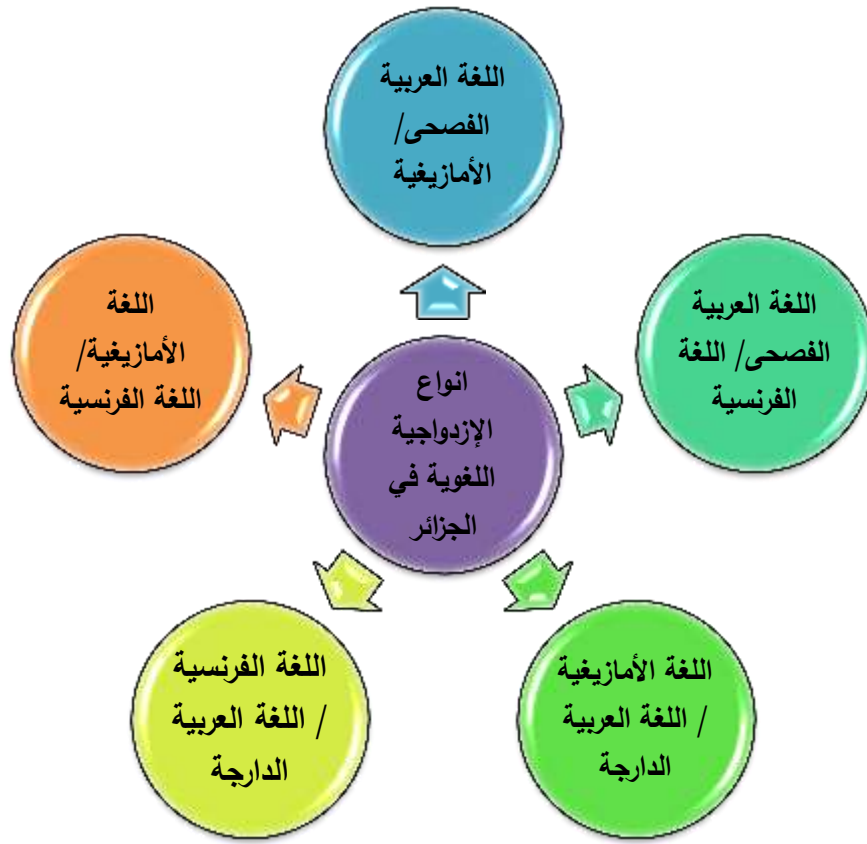 اللغة العربية
الفصحى/
الأمازيغية
اللغة العربية
الفصحى/ اللغة
الفرنسية
اللغة
الأمازيغية/
اللغة الفرنسية
انواع
الإزدواجية
اللغوية في
الجزائر
اللغة الأمازيغية
/ اللغة العربية
الدارجة
اللغة الفرنسية
/ اللغة العربية
الدارجة